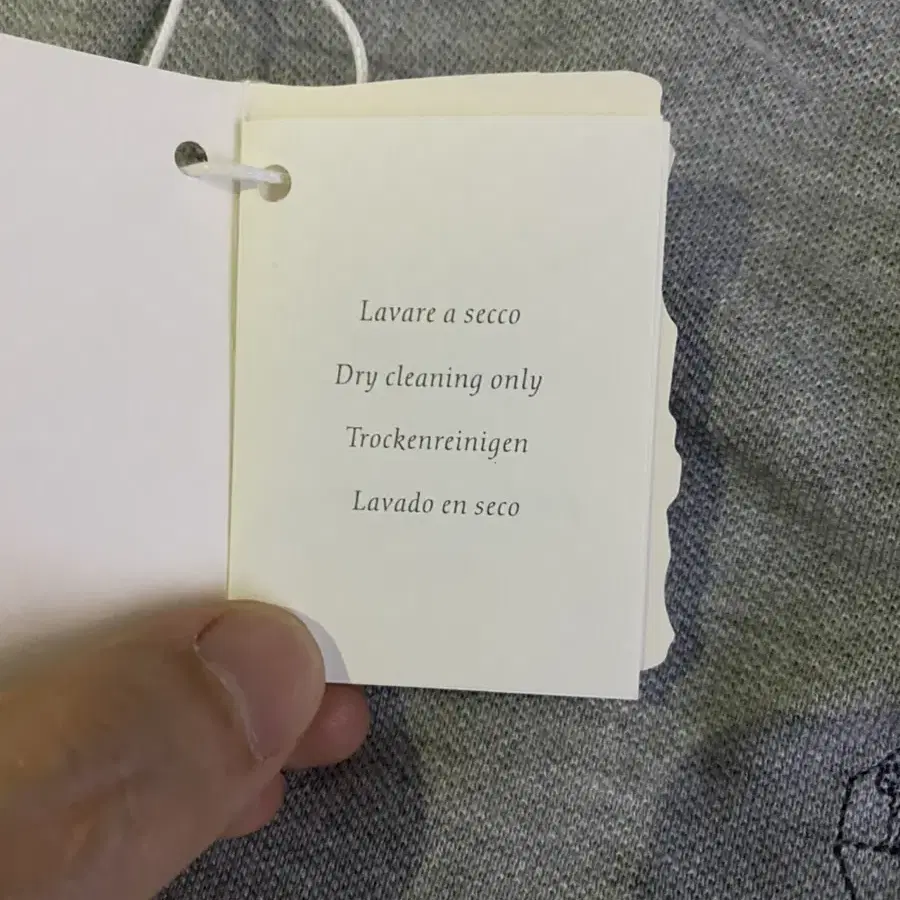 Lavare a secco
Dry cleaning only
Trockenreinigen
Lavado en seco